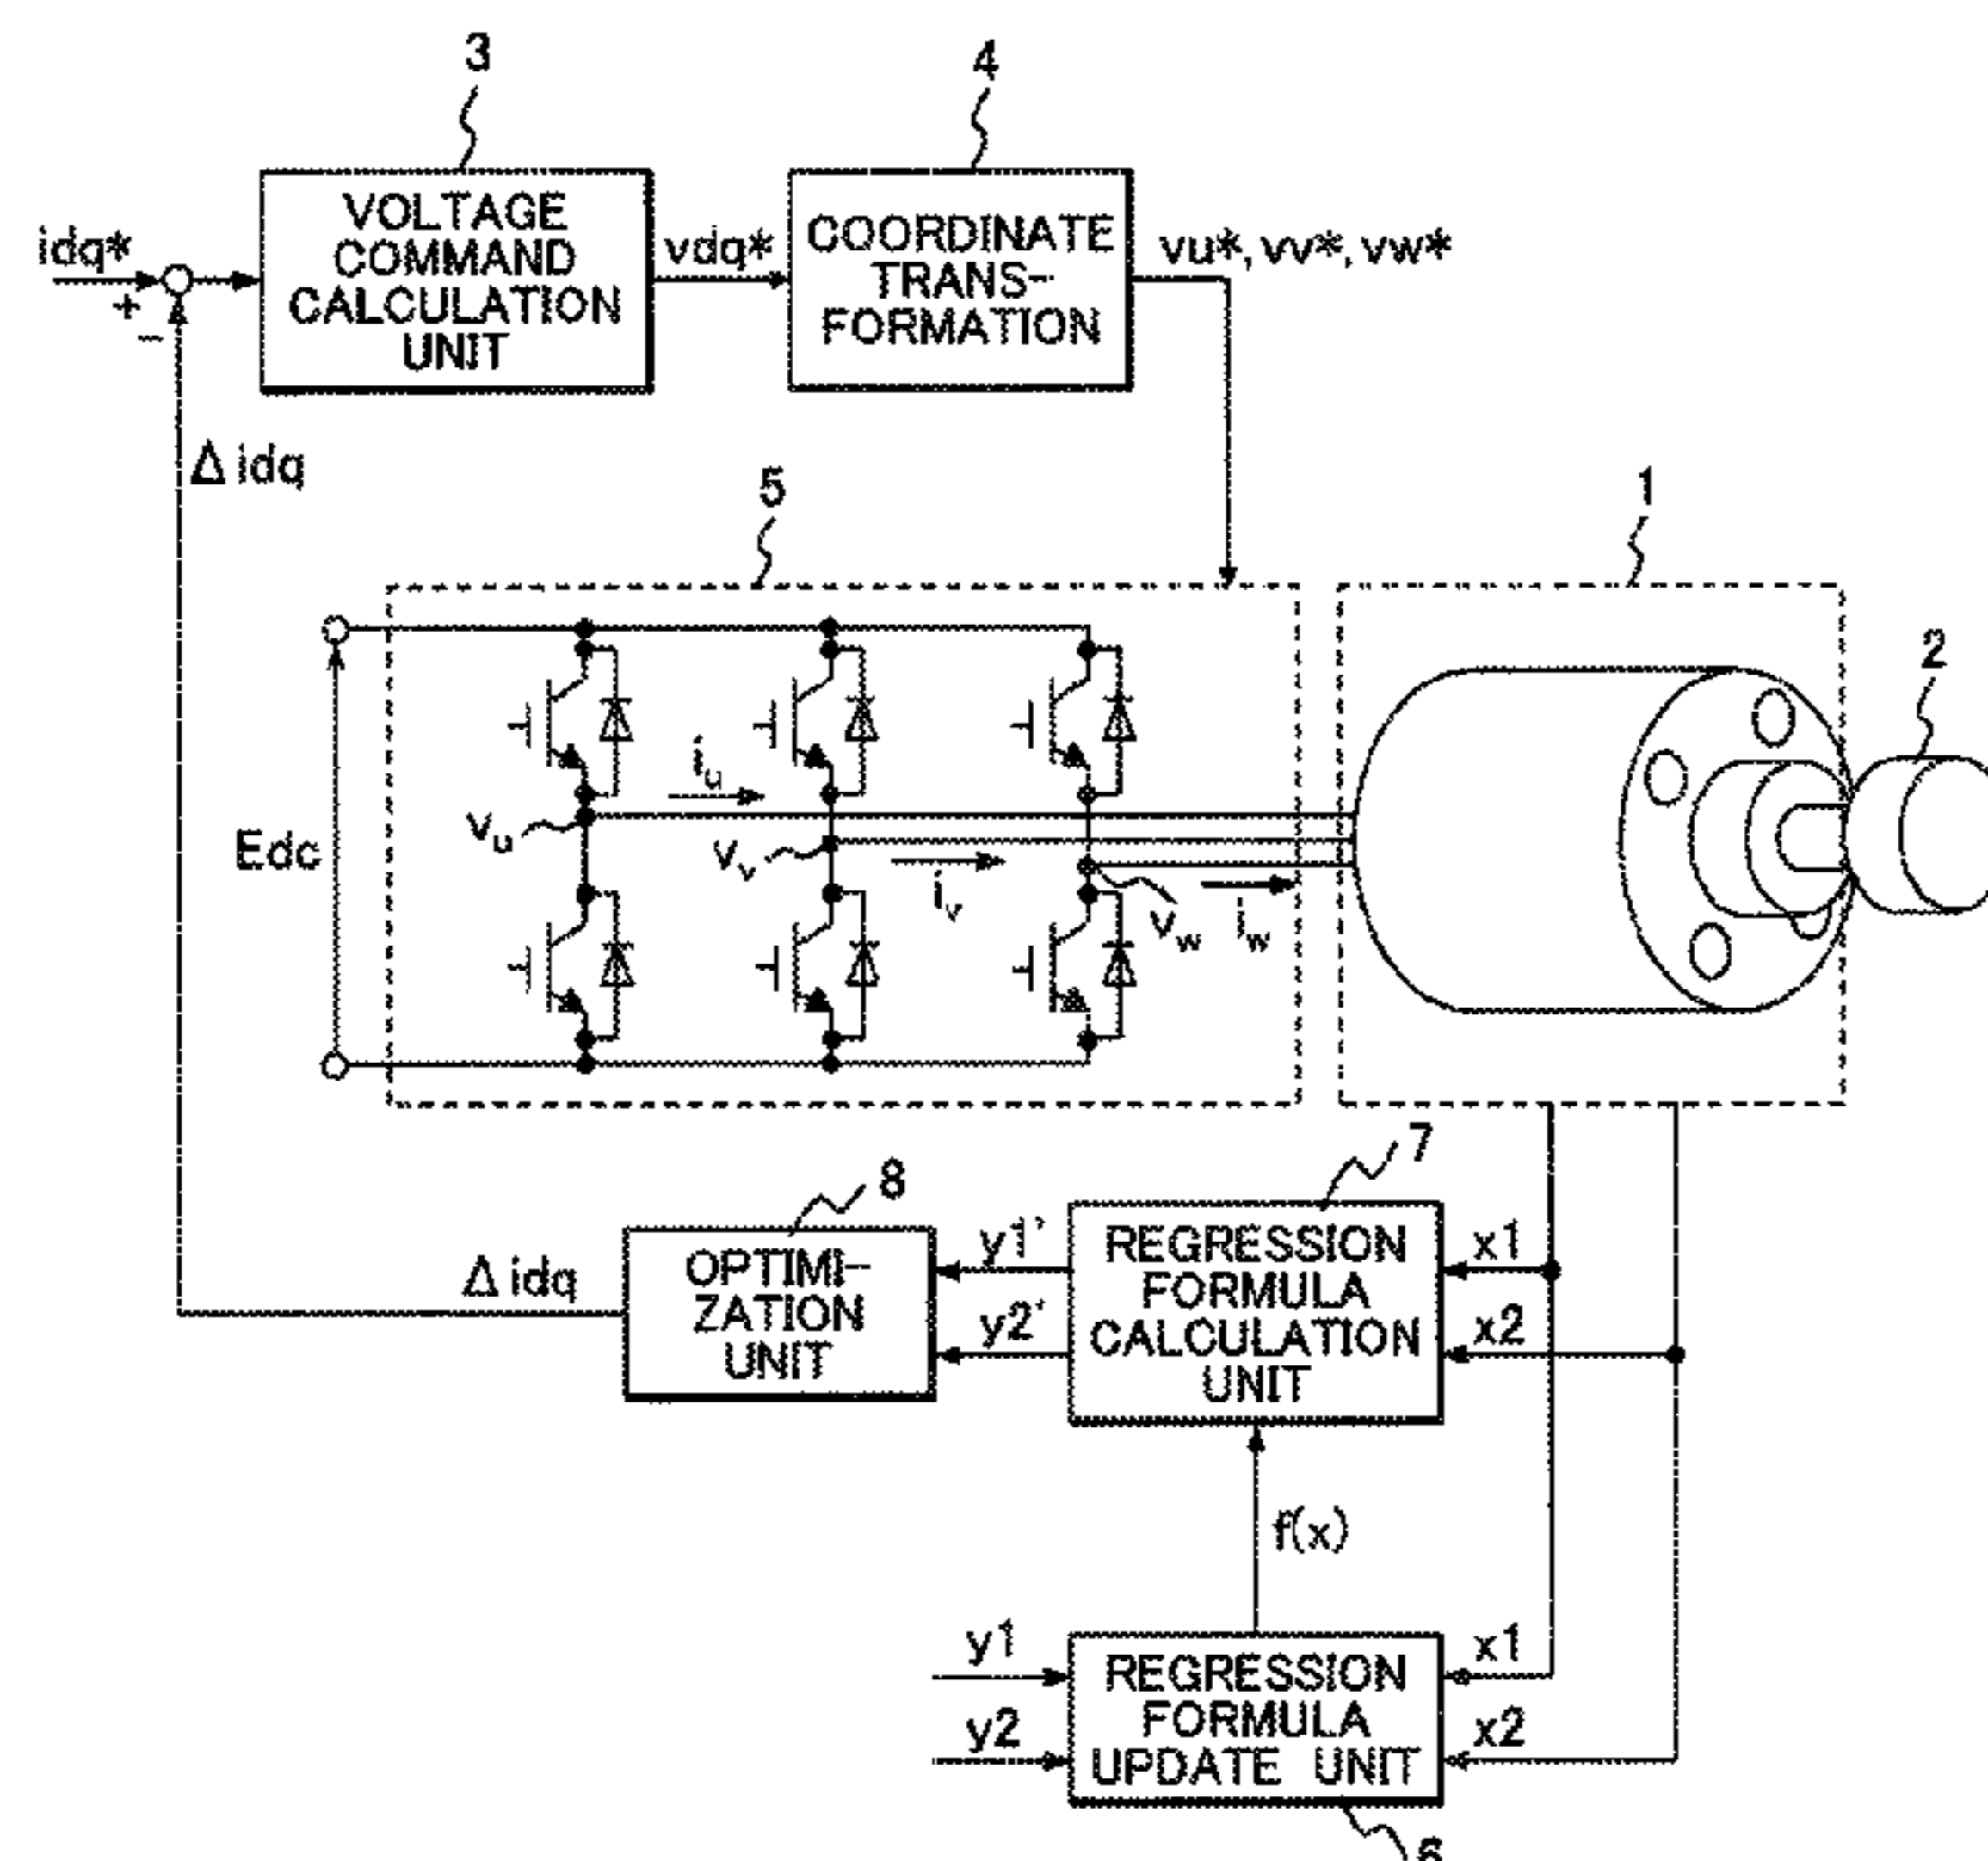 3
4
idq*
+
-
VOLTAGE
COMMAND
CALCULATION
UNIT
vdq*
COORDINATE
TRANS-
FORMATION
vu*, vv*, vw*
Δidq
5
1
2
Edc
iu
vu
vv
iv
vw
iw
7
8
OPTIMI-
ZATION
UNIT
Δidq
y1'
y2'
REGRESSION
FORMULA
CALCULATION
UNIT
x1
x2
f(x)
y1
y2
REGRESSION
FORMULA
UPDATE UNIT
x1
x2
6